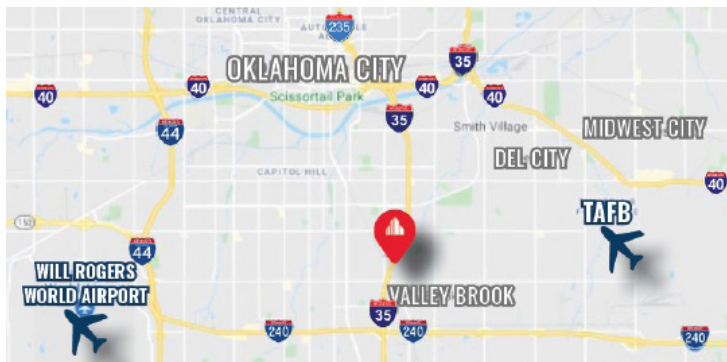 CENTRAL
OKLAHOMA CITY
235
OKLAHOMA CITY
35
40
40
40
40
Scissortail Park
44
35
Smith Village
MIDWEST CITY
DEL CITY
CAPITOL HILL
40
TAFB
152
44
WILL ROGERS
WORLD AIRPORT
VALLEY BROOK
35
240
240
240